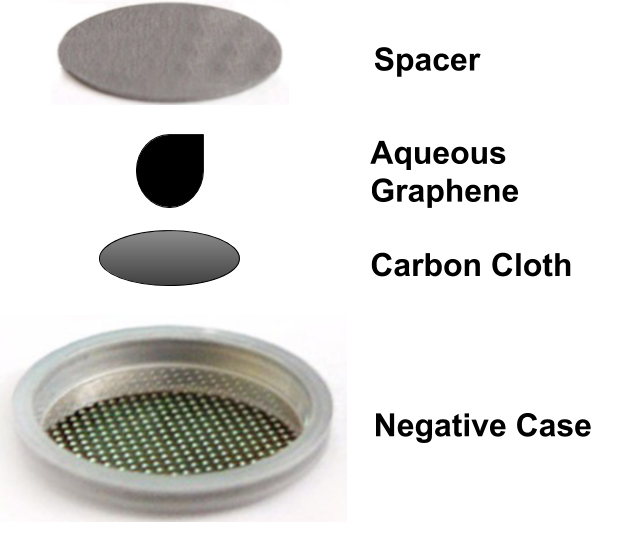 Spacer
Aqueous
Graphene
Carbon Cloth
Negative Case